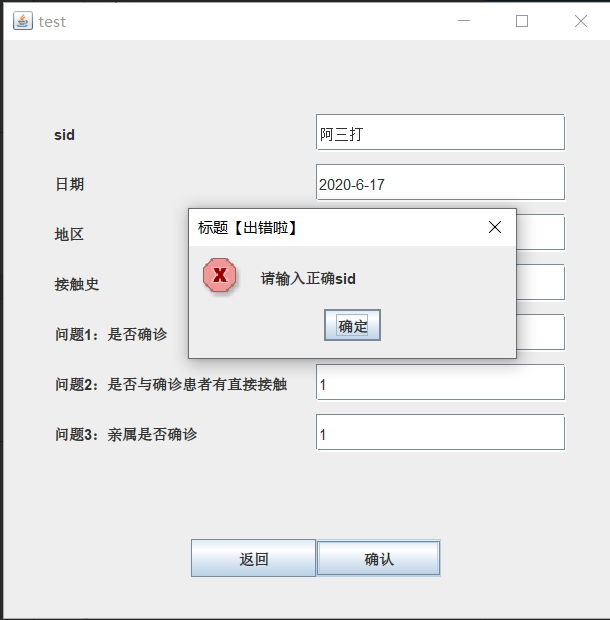 test
sid
阿三打
日期
2020-6-17
地区
标题【出错啦】
接触史
请输入正确sid
确定
问题1：是否确诊
问题2：是否与确诊患者有直接接触
1
问题3：亲属是否确诊
1
返回
确认